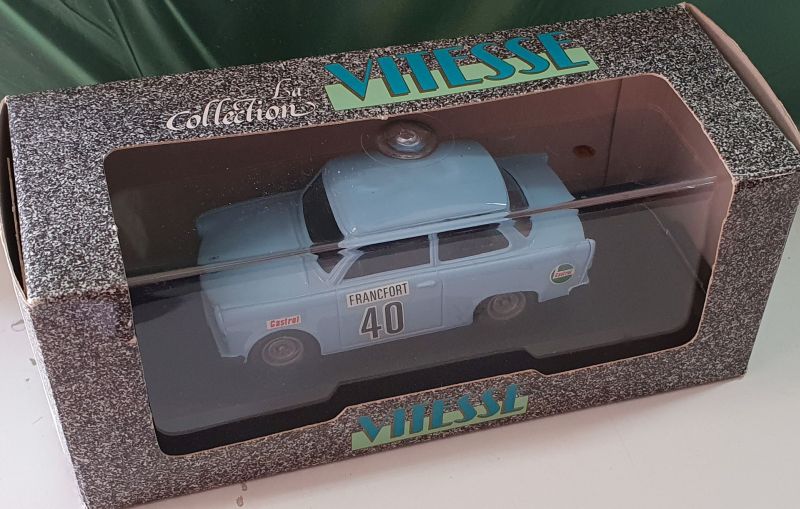 La
Collection
VITESSE
FRANCFORT
40
Castrol
Castrol
VITESSE